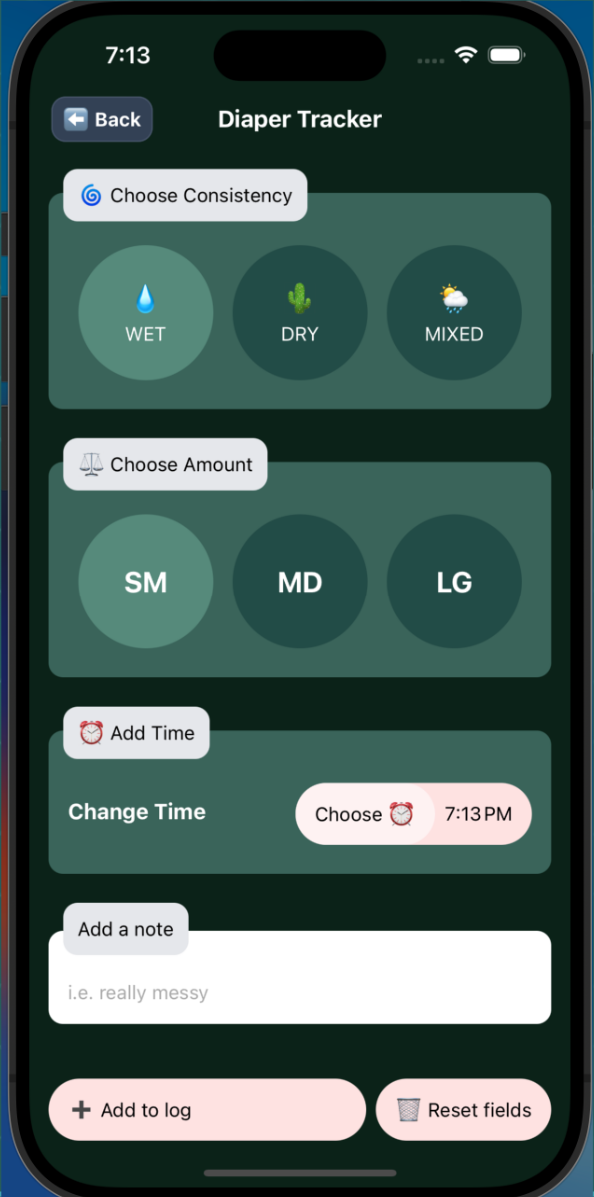 7:13
Back
Diaper Tracker
Choose Consistency
WET
DRY
MIXED
Choose Amount
SM
MD
LG
Add Time
Change Time
Choose
7:13 PM
Add a note
i.e. really messy
Add to log
Reset fields